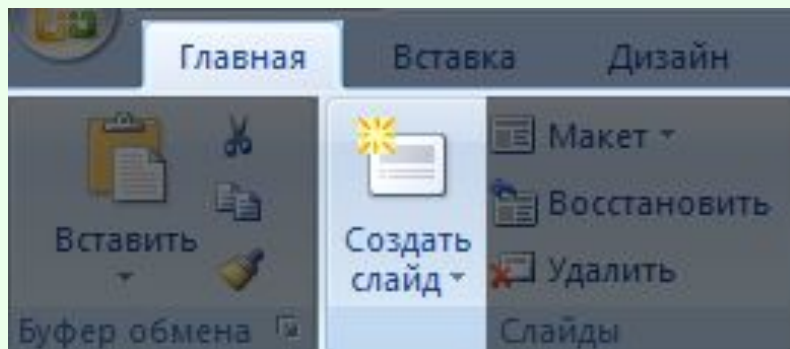 Главная Вставка Дизайн
Вставить
Буфер обмена
Создать
слайд
Макет
Восстановить
Удалить
Слайды